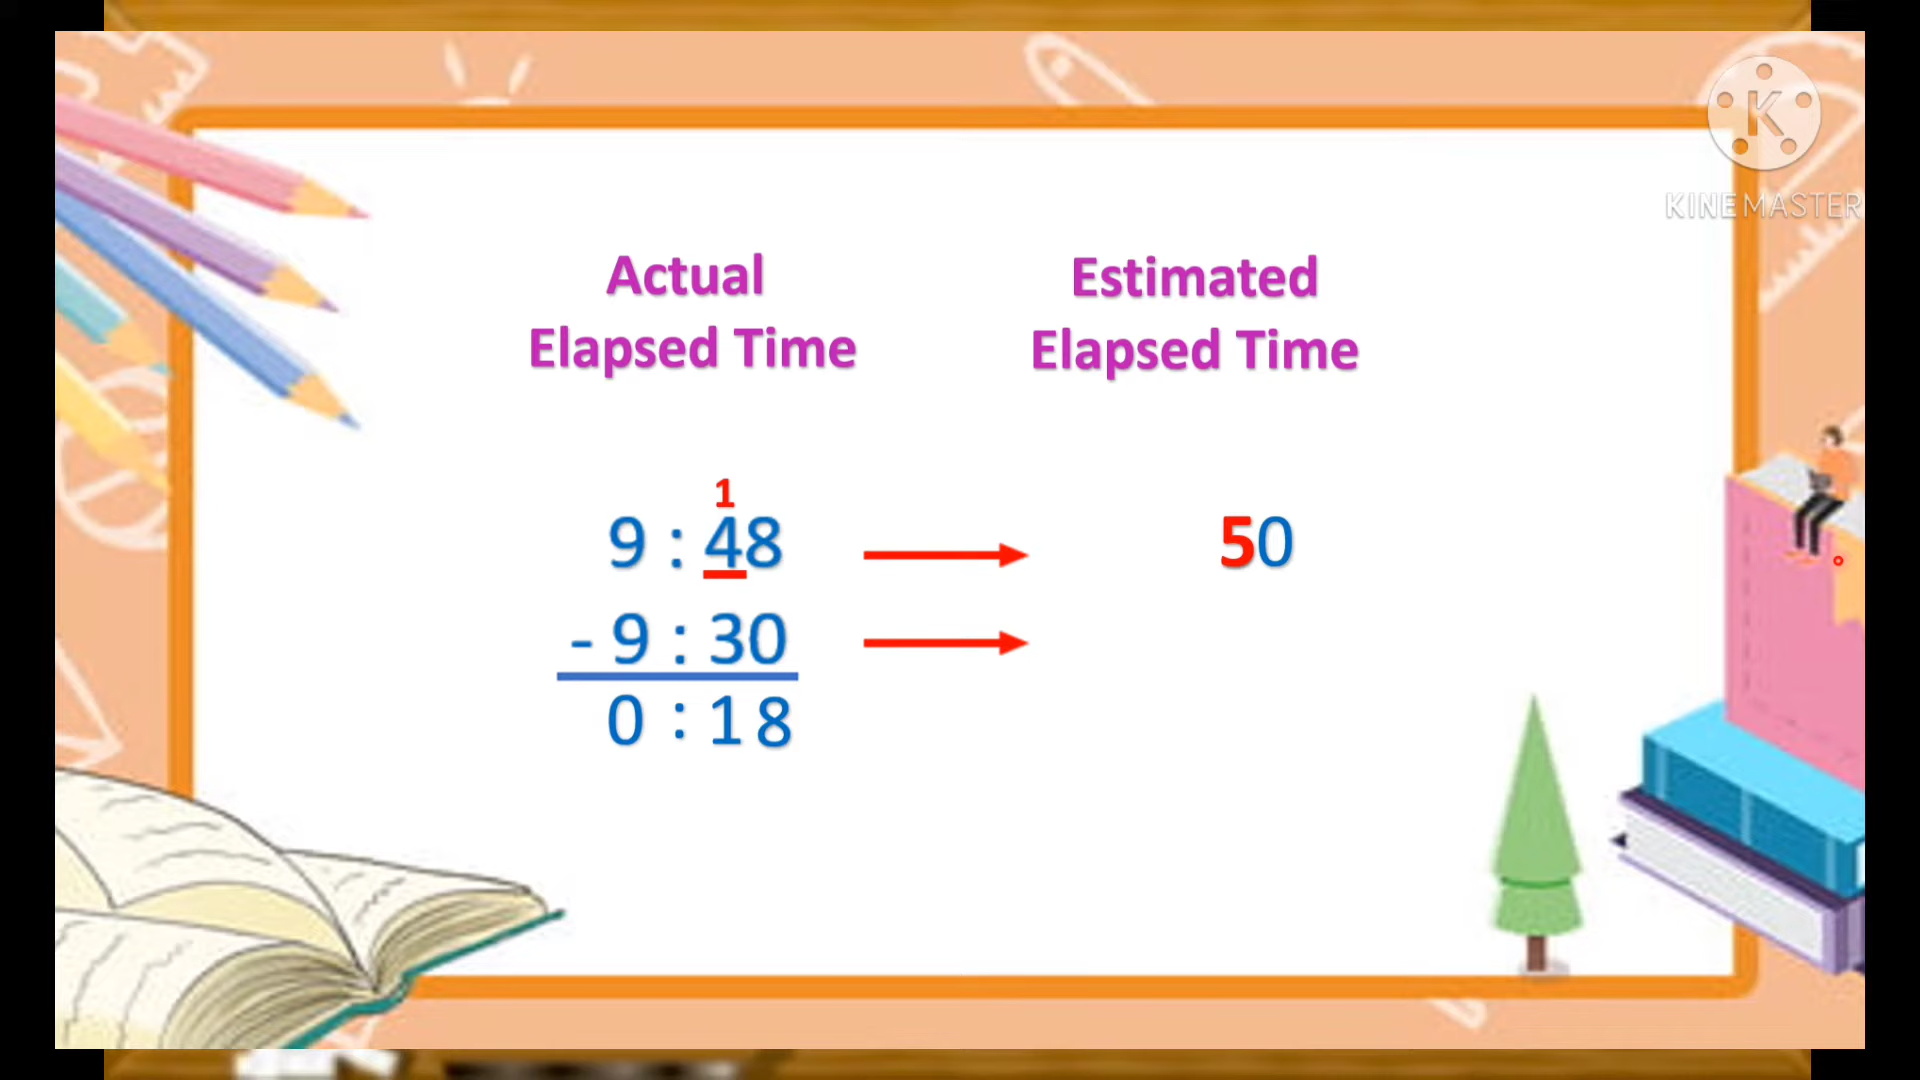 K
KINEMASTER
Actual
Elapsed Time
Estimated
Elapsed Time
1
9 : 48
50
- 9 : 30
0 : 18